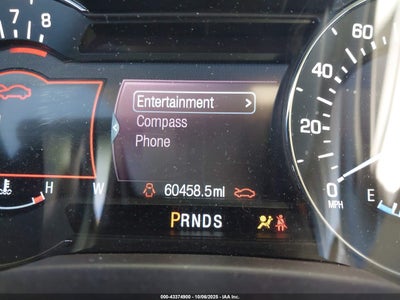 7 8
60
40
20
0
MPH
Entertainment >
Compass
Phone
H W
60458.5ml
E
PRNDS
000-43374900 - 10/06/2025 - IAA Inc.